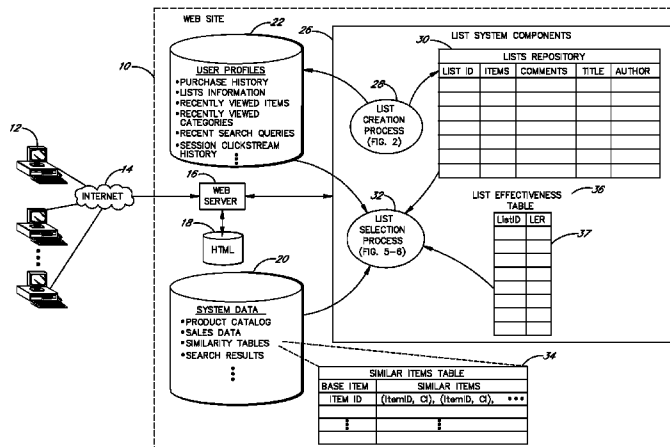 WEB SITE
22
26
LIST SYSTEM COMPONENTS
30
LISTS REPOSITORY
LIST ID ITEMS COMMENTS TITLE AUTHOR
10
USER PROFILES
•PURCHASE HISTORY
•LISTS INFORMATION
•RECENTLY VIEWED ITEMS
•RECENTLY VIEWED
CATEGORIES
•RECENT SEARCH QUERIES
•SESSION CLICKSTREAM
HISTORY
28
LIST
CREATION
PROCESS
(FIG. 2)
12
14
INTERNET
16
WEB
SERVER
18
HTML
32
LIST
SELECTION
PROCESS
(FIG. 5-6)
LIST EFFECTIVENESS
TABLE
36
ListID LER
37
20
SYSTEM DATA
•PRODUCT CATALOG
•SALES DATA
•SIMILARITY TABLES
•SEARCH RESULTS
34
SIMILAR ITEMS TABLE
BASE ITEM SIMILAR ITEMS
ITEM ID (ItemID, CI), (ItemID, CI), •••